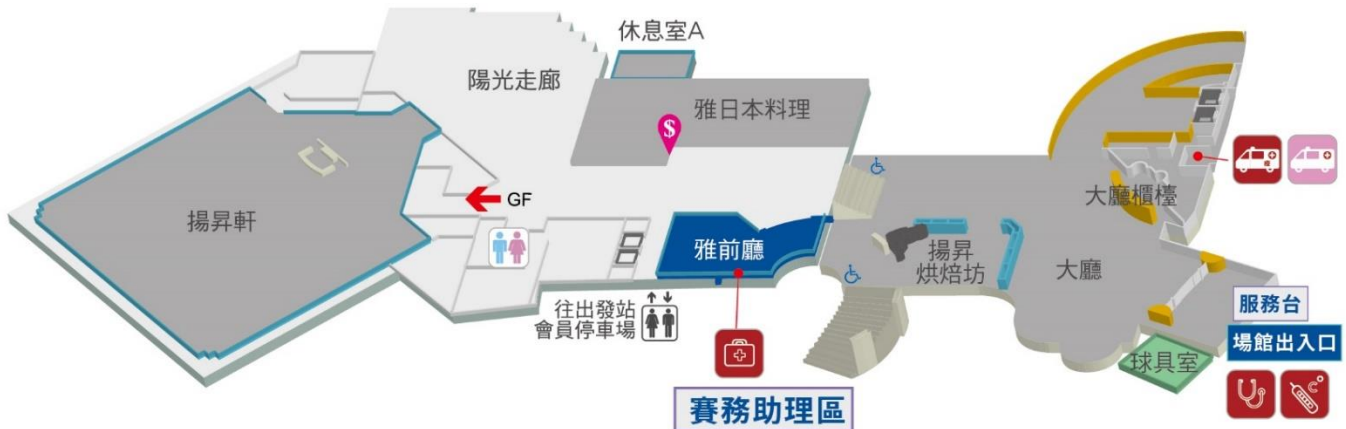 休息室A
陽光走廊
雅日本料理
$
大廳櫃檯
GF
揚昇軒
雅前廳
揚昇
烘焙坊
大廳
往出發站
會員停車場
服務台
場館出入口
球具室
賽務助理區